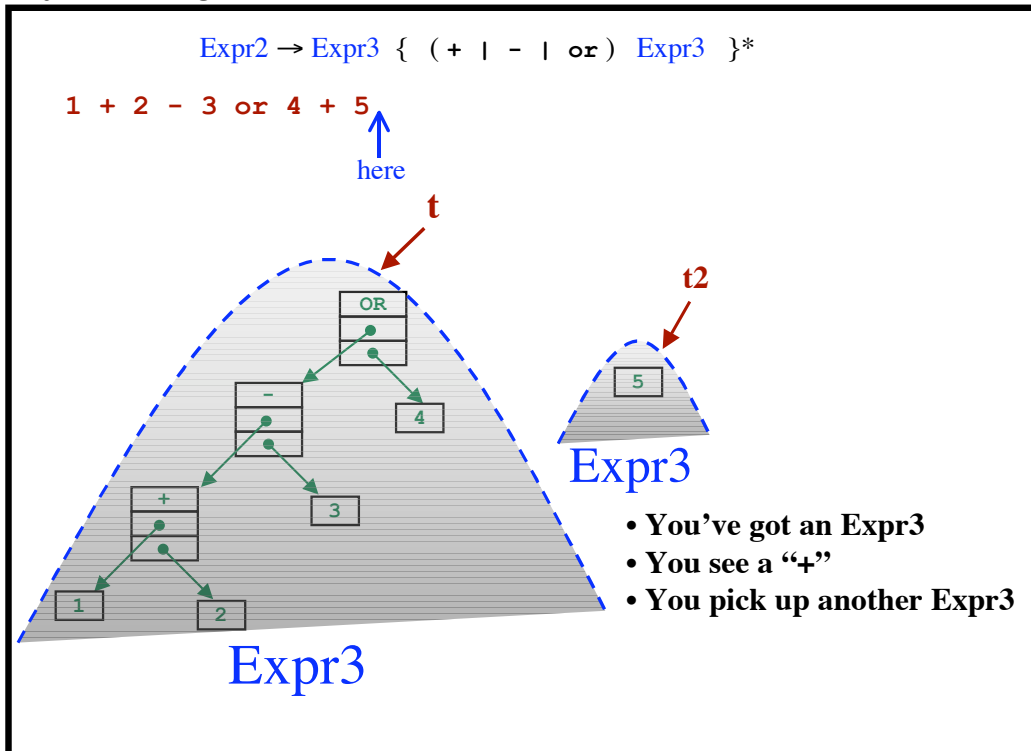 Expr2 → Expr3 { ( + | - | or ) Expr3 }*
1 + 2 - 3 or 4 + 5
here
t
t2
OR
5
-
4
Expr3
+
3
• You’ve got an Expr3
• You see a “+”
• You pick up another Expr3
1
2
Expr3